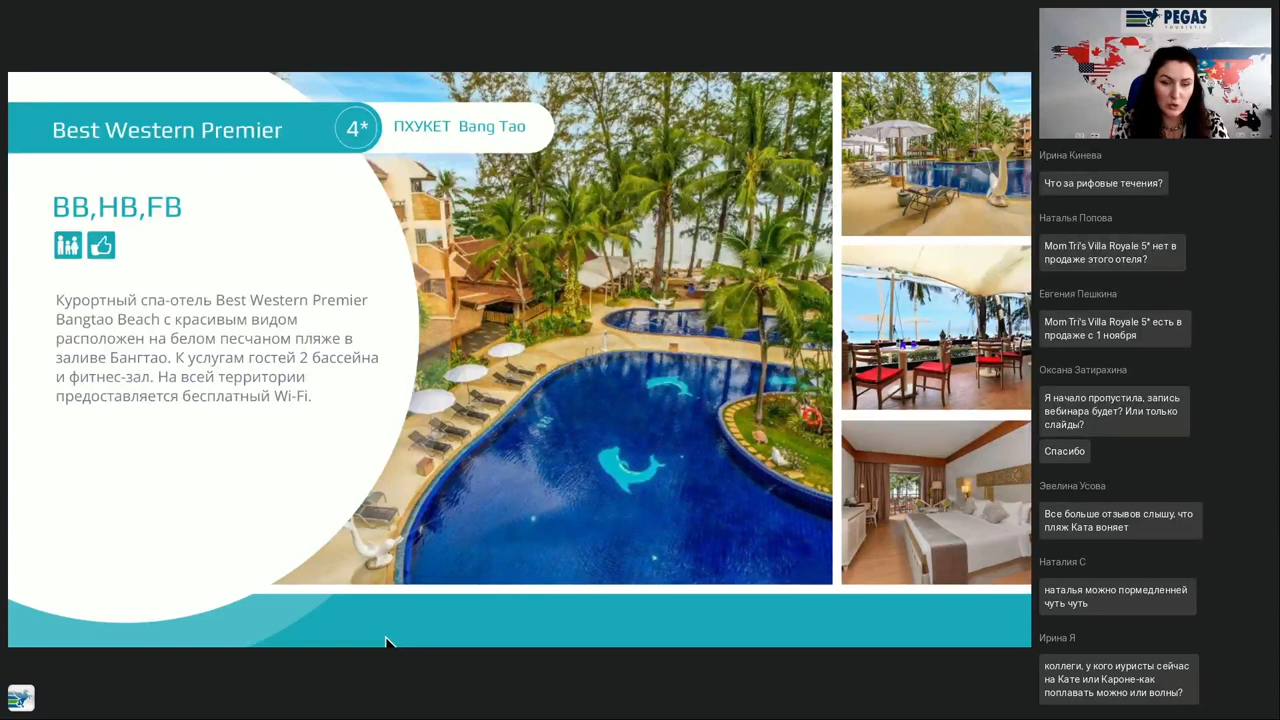 Best Western Premier
4*
ПХУКЕТ Bang Tao
BB,HB,FB
Курортный спа-отель Best Western Premier
Bangtao Beach с красивым видом
расположен на белом песчаном пляже в
заливе Бангтао. К услугам гостей 2 бассейна
и фитнес-зал. На всей территории
предоставляется бесплатный Wi-Fi.
PEGAS
TOURISTIK
Ирина Кинева
Что за рифовые течения?
Наталья Попова
Mom Tri's Villa Royale 5* нет в
продаже этого отеля?
Евгения Пешкина
Mom Tri's Villa Royale 5* есть в
продаже с 1 ноября
Оксана Затирахина
Я начало пропустила, запись
вебинара будет? Или только
слайды?
Спасибо
Эвелина Усова
Все больше отзывов слышу, что
пляж Ката воняет
Наталия С
наталья можно пормедленней
чуть чуть
Ирина Я
коллеги, у кого иуристы сейчас
на Кате или Кароне-как
поплавать можно или волны?